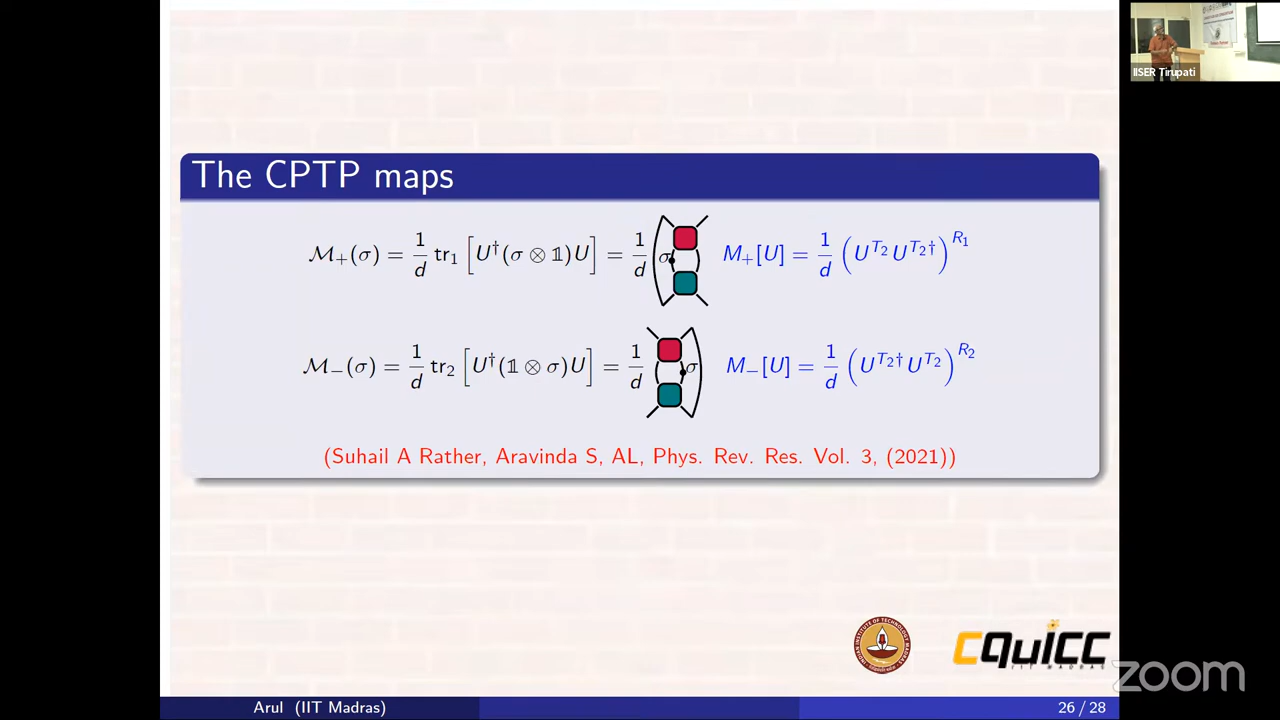 IISER Tirupati
The CPTP maps
ℳ₊(σ) = 1/d tr₁ [U†(σ ⊗ 𝟙)U] = 1/d σ M₊[U] = 1/d (U^{T₂} U^{T₂†})^{R₁}
ℳ₋(σ) = 1/d tr₂ [U†(𝟙 ⊗ σ)U] = 1/d σ M₋[U] = 1/d (U^{T₂†} U^{T₂})^{R₂}
(Suhail A Rather, Aravinda S, AL, Phys. Rev. Res. Vol. 3, (2021))
CQuICC
IIT MADRAS
zoom
Arul (IIT Madras)
26 / 28